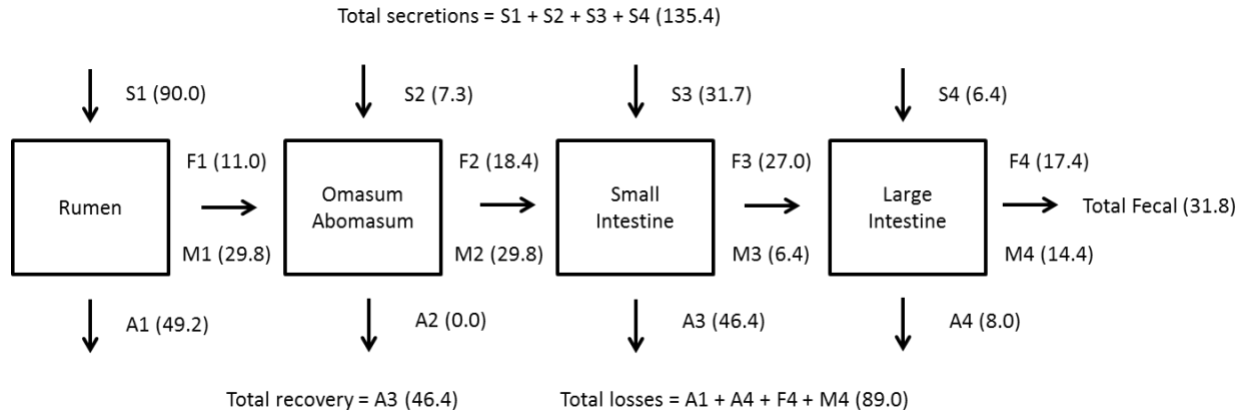 Total secretions = S1 + S2 + S3 + S4 (135.4)
S1 (90.0)
S2 (7.3)
S3 (31.7)
S4 (6.4)
Rumen
F1 (11.0)
M1 (29.8)
Omasum
Abomasum
F2 (18.4)
M2 (29.8)
Small
Intestine
F3 (27.0)
M3 (6.4)
Large
Intestine
F4 (17.4)
M4 (14.4)
Total Fecal (31.8)
A1 (49.2)
A2 (0.0)
A3 (46.4)
A4 (8.0)
Total recovery = A3 (46.4)
Total losses = A1 + A4 + F4 + M4 (89.0)